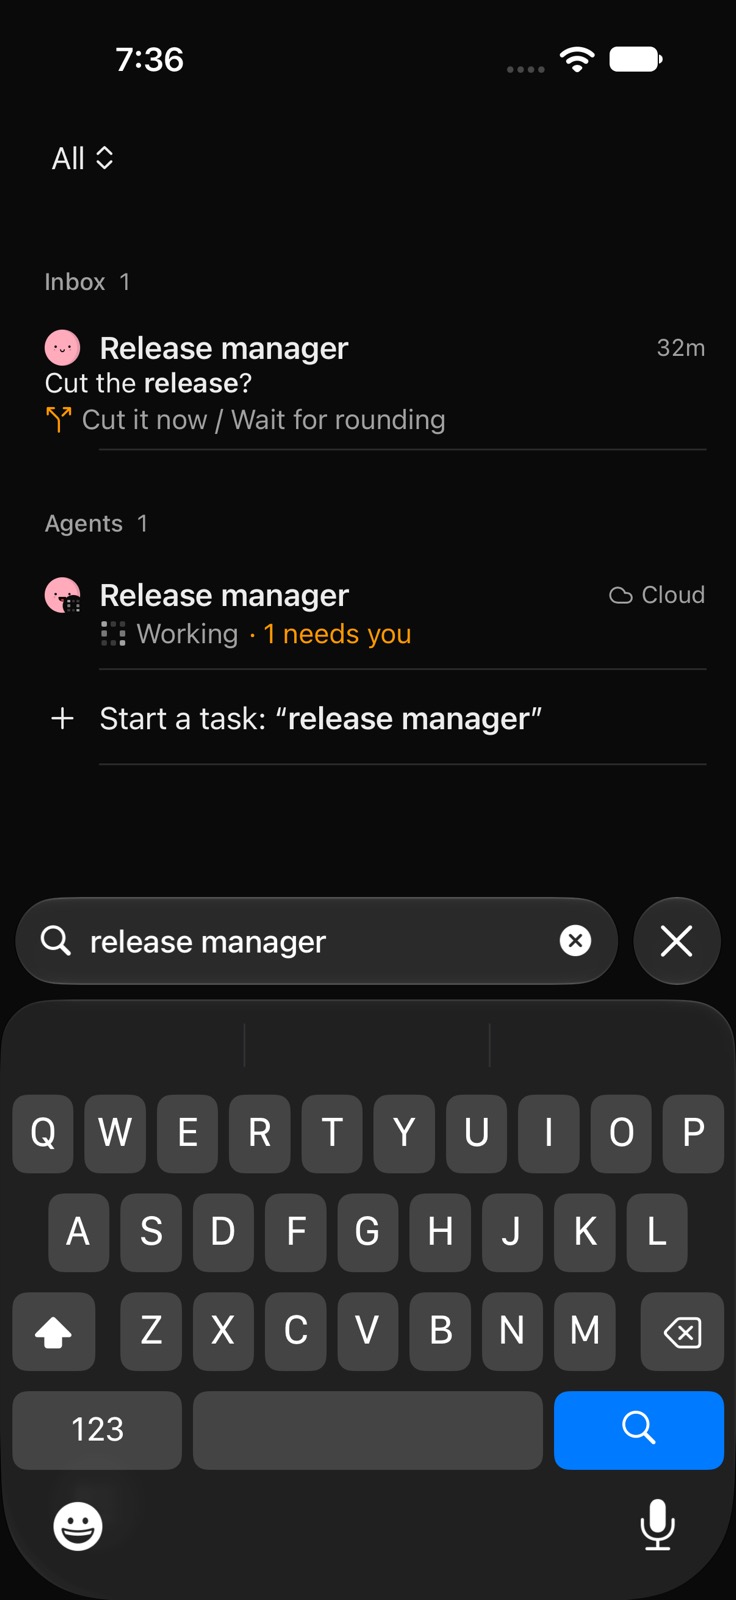 7:36
All
Inbox 1
Release manager 32m
Cut the release?
Cut it now / Wait for rounding
Agents 1
Release manager Cloud
Working · 1 needs you
Start a task: “release manager”
release manager
Q W E R T Y U I O P
A S D F G H J K L
Z X C V B N M
123